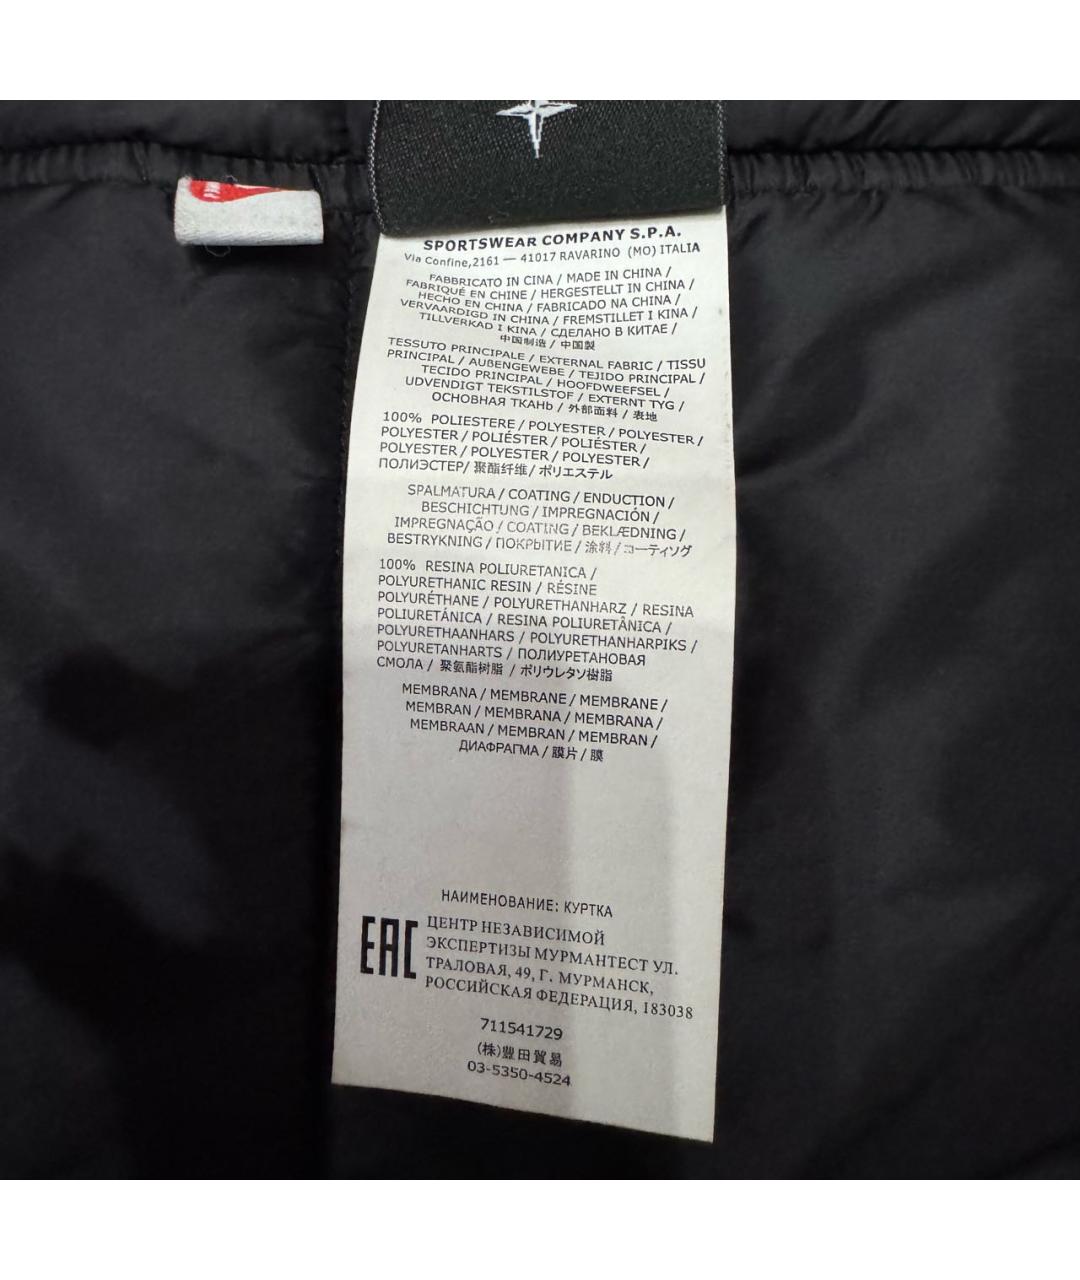 SPORTSWEAR COMPANY S.P.A.
Via Confine,2161 — 41017 RAVARINO (MO) ITALIA
FABBRICATO IN CINA / MADE IN CHINA /
FABRIQUÉ EN CHINE / HERGESTELLT IN CHINA /
HECHO EN CHINA / FABRICADO NA CHINA /
VERVAARDIGD IN CHINA / FREMSTILLET I KINA /
TILLVERKAD I KINA / СДЕЛАНО В КИТАЕ /
中国制造 / 中国製
TESSUTO PRINCIPALE / EXTERNAL FABRIC / TISSU
PRINCIPAL / AUßENGEWEBE / TEJIDO PRINCIPAL /
TECIDO PRINCIPAL / HOOFDWEEFSEL /
UDVENDIGT TEKSTILSTOF / EXTERNT TYG /
ОСНОВНАЯ ТКАНЬ / 外部面料 / 表地
100% POLIESTERE / POLYESTER / POLYESTER /
POLYESTER / POLIÉSTER / POLIÉSTER /
POLYESTER / POLYESTER / POLYESTER /
ПОЛИЭСТЕР/ 聚酯纤维/ ポリエステル
SPALMATURA / COATING / ENDUCTION /
BESCHICHTUNG / IMPREGNACIÓN /
IMPREGNAÇÃO / COATING / BEKLÆDNING /
BESTRYKNING / ПОКРЫТИЕ / 涂料 / コーティソグ
100% RESINA POLIURETANICA /
POLYURETHANIC RESIN / RÉSINE
POLYURÉTHANE / POLYURETHANHARZ / RESINA
POLIURETÁNICA / RESINA POLIURETÂNICA /
POLYURETHAANHARS / POLYURETHANHARPIKS /
POLYURETANHARTS / ПОЛИУРЕТАНОВАЯ
СМОЛА / 聚氨酯树脂 / ポリウレタソ樹脂
MEMBRANA / MEMBRANE / MEMBRANE /
MEMBRAN / MEMBRANA / MEMBRANA /
MEMBRAAN / MEMBRAN / MEMBRAN /
ДИАФРАГМА / 膜片 / 膜
НАИМЕНОВАНИЕ: КУРТКА
EAC
ЦЕНТР НЕЗАВИСИМОЙ
ЭКСПЕРТИЗЫ МУРМАНТЕСТ УЛ.
ТРАЛОВАЯ, 49, Г. МУРМАНСК,
РОССИЙСКАЯ ФЕДЕРАЦИЯ, 183038
711541729
(株)豊田貿易
03-5350-4524